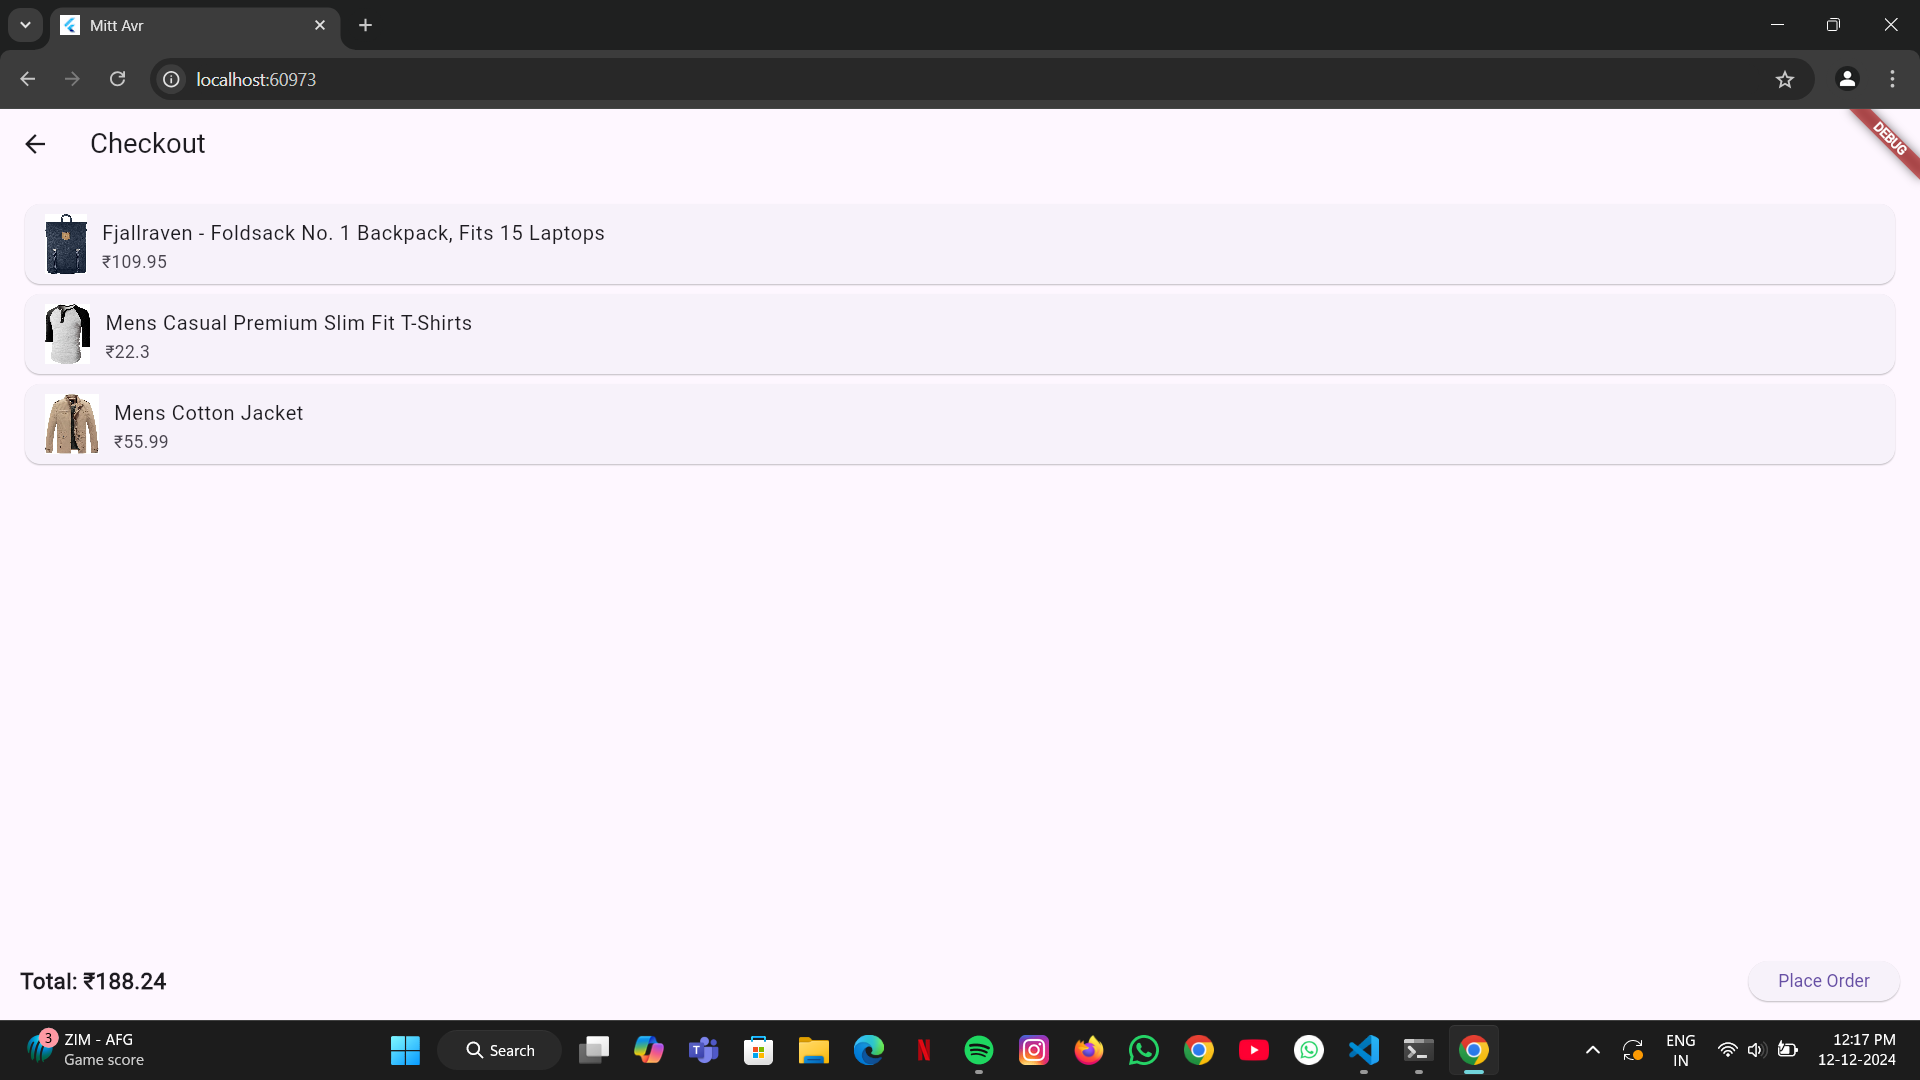 Mitt Avr
localhost:60973
Checkout
DEBUG
Fjallraven - Foldsack No. 1 Backpack, Fits 15 Laptops
₹109.95
Mens Casual Premium Slim Fit T-Shirts
₹22.3
Mens Cotton Jacket
₹55.99
Total: ₹188.24
Place Order
3
ZIM - AFG
Game score
Search
ENG
IN
12:17 PM
12-12-2024